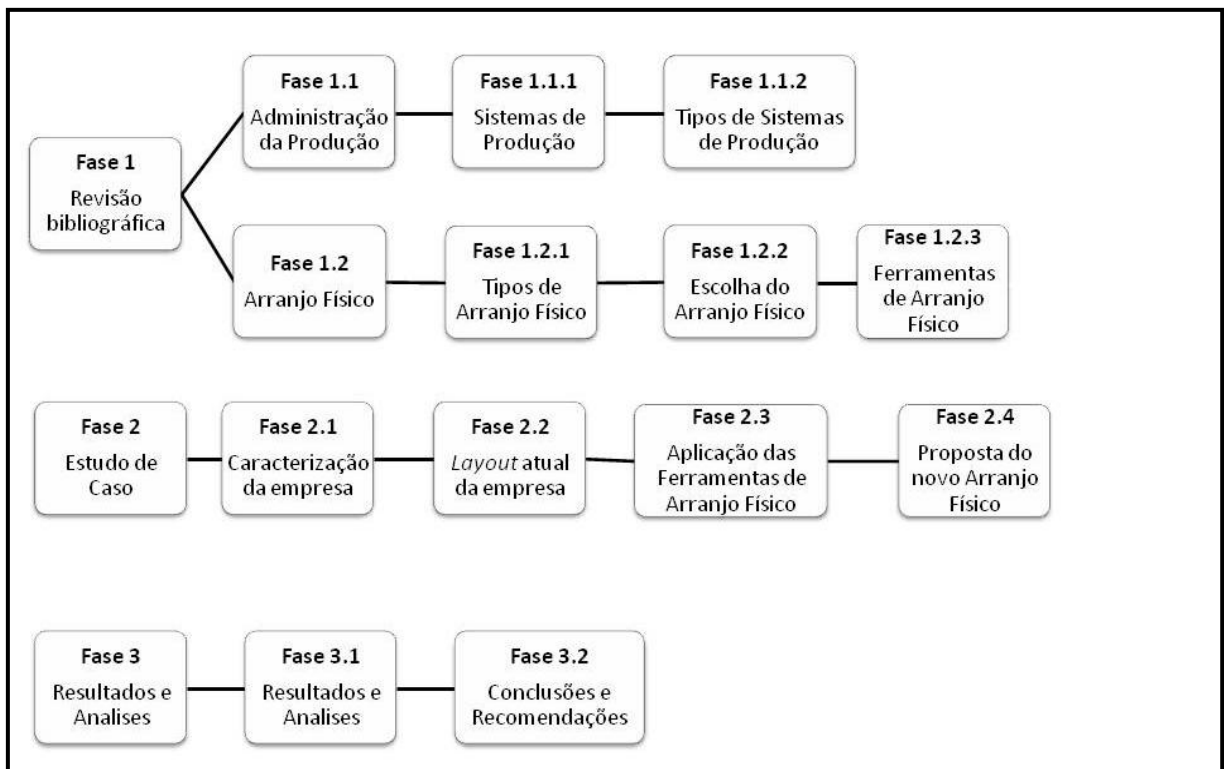 Fase 1
Revisão
bibliográfica
Fase 1.1
Administração
da Produção
Fase 1.1.1
Sistemas de
Produção
Fase 1.1.2
Tipos de Sistemas
de Produção
Fase 1.2
Arranjo Físico
Fase 1.2.1
Tipos de
Arranjo Físico
Fase 1.2.2
Escolha do
Arranjo Físico
Fase 1.2.3
Ferramentas
de Arranjo
Físico
Fase 2
Estudo de
Caso
Fase 2.1
Caracterização
da empresa
Fase 2.2
Layout atual
da empresa
Fase 2.3
Aplicação das
Ferramentas de
Arranjo Físico
Fase 2.4
Proposta do
novo Arranjo
Físico
Fase 3
Resultados e
Analises
Fase 3.1
Resultados e
Analises
Fase 3.2
Conclusões e
Recomendações